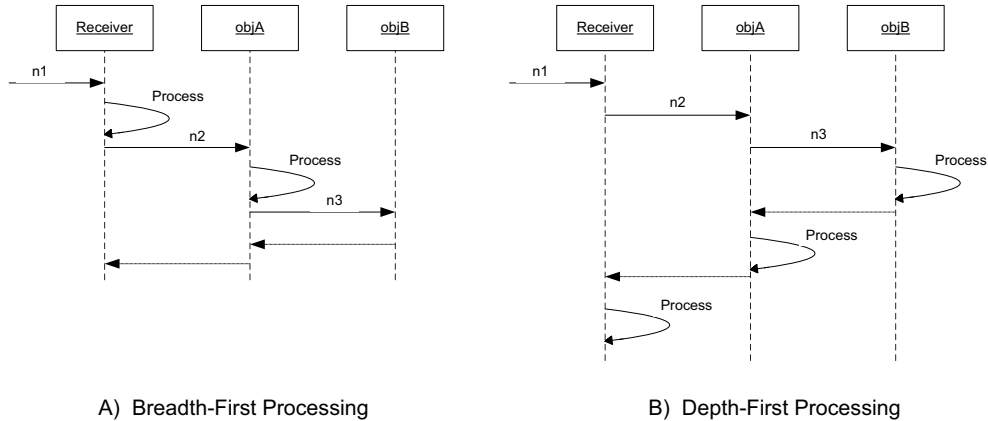 Receiver
objA
objB
n1
Process
n2
Process
n3
A) Breadth-First Processing
Receiver
objA
objB
n1
n2
n3
Process
Process
Process
B) Depth-First Processing